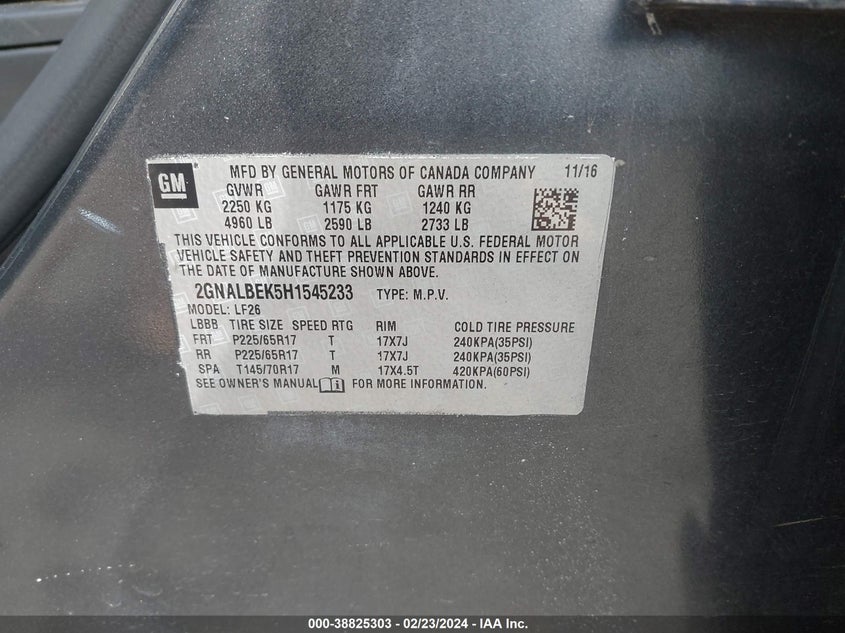 GM
MFD BY GENERAL MOTORS OF CANADA COMPANY 11/16
GVWR GAWR FRT GAWR RR
2250 KG 1175 KG 1240 KG
4960 LB 2590 LB 2733 LB
THIS VEHICLE CONFORMS TO ALL APPLICABLE U.S. FEDERAL MOTOR
VEHICLE SAFETY AND THEFT PREVENTION STANDARDS IN EFFECT ON
THE DATE OF MANUFACTURE SHOWN ABOVE.
2GNALBEK5H1545233 TYPE: M.P.V.
MODEL: LF26
LBBB TIRE SIZE SPEED RTG RIM COLD TIRE PRESSURE
FRT P225/65R17 T 17X7J 240KPA(35PSI)
RR P225/65R17 T 17X7J 240KPA(35PSI)
SPA T145/70R17 M 17X4.5T 420KPA(60PSI)
SEE OWNER'S MANUAL FOR MORE INFORMATION.
000-38825303 - 02/23/2024 - IAA Inc.